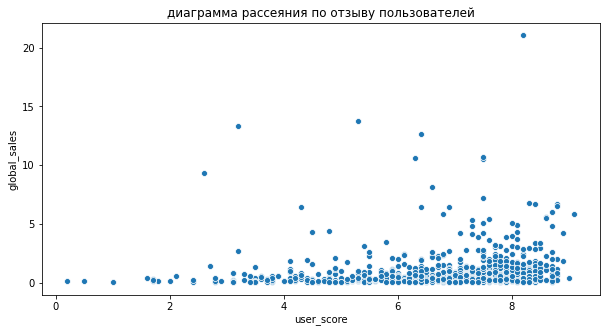 диаграмма рассеяния по отзыву пользователей
global_sales
20
15
10
5
0
0 2 4 6 8
user_score